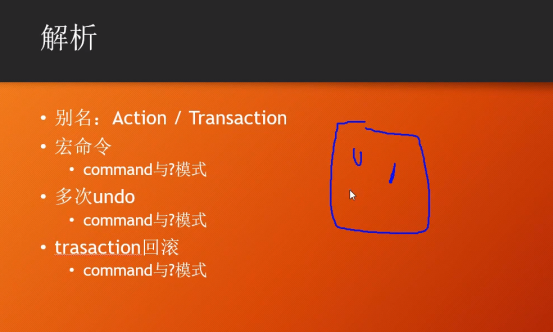 解析
别名：Action / Transaction
宏命令
command与?模式
多次undo
command与?模式
trasaction回滚
command与?模式